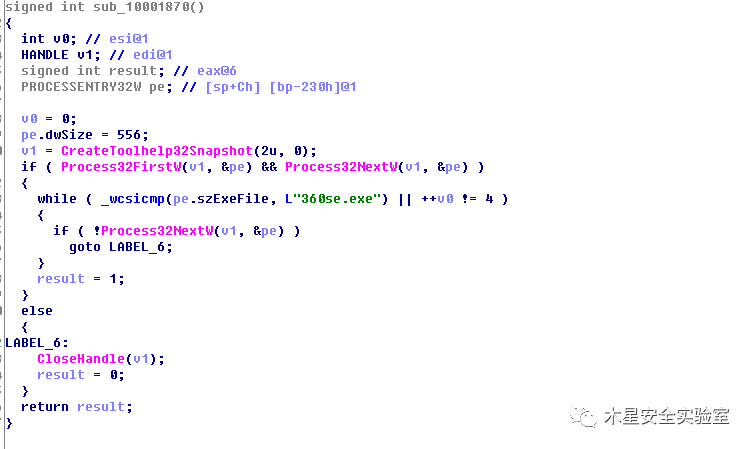 signed int sub_10001870()
{
int v0; // esi@1
HANDLE v1; // edi@1
signed int result; // eax@6
PROCESSENTRY32W pe; // [sp+Ch] [bp-230h]@1
v0 = 0;
pe.dwSize = 556;
v1 = CreateToolhelp32Snapshot(2u, 0);
if ( Process32FirstW(v1, &pe) && Process32NextW(v1, &pe) )
{
while ( _wcsicmp(pe.szExeFile, L"360se.exe") || ++v0 != 4 )
{
if ( !Process32NextW(v1, &pe) )
goto LABEL_6;
}
result = 1;
}
else
{
LABEL_6:
CloseHandle(v1);
result = 0;
}
return result;
}
木星安全实验室